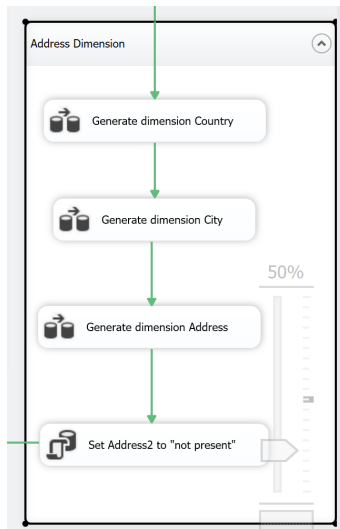 Address Dimension
Generate dimension Country
Generate dimension City
50%
Generate dimension Address
Set Address2 to "not present"